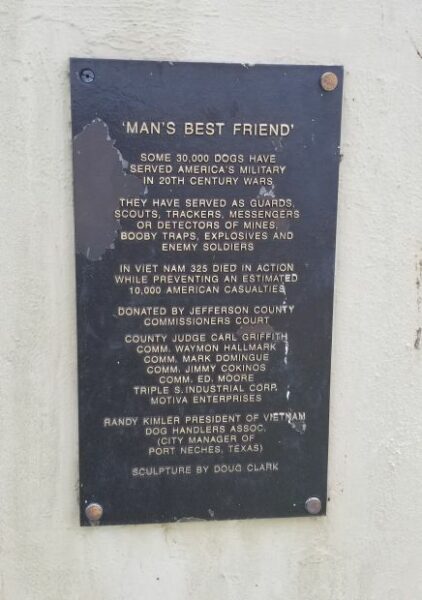 'MAN'S BEST FRIEND'
SOME 30,000 DOGS HAVE
SERVED AMERICA'S MILITARY
IN 20TH CENTURY WARS
THEY HAVE SERVED AS GUARDS,
SCOUTS, TRACKERS, MESSENGERS
OR DETECTORS OF MINES,
BOOBY TRAPS, EXPLOSIVES AND
ENEMY SOLDIERS
IN VIET NAM 325 DIED IN ACTION
WHILE PREVENTING AN ESTIMATED
10,000 AMERICAN CASUALTIES
DONATED BY JEFFERSON COUNTY
COMMISSIONERS COURT
COUNTY JUDGE CARL GRIFFITH
COMM. WAYMON HALLMARK
COMM. MARK DOMINGUE
COMM. JIMMY COKINOS
COMM. ED. MOORE
TRIPLE S. INDUSTRIAL CORP.
MOTIVA ENTERPRISES
RANDY KIMLER PRESIDENT OF VIETNAM
DOG HANDLERS ASSOC.
(CITY MANAGER OF
PORT NECHES, TEXAS)
SCULPTURE BY DOUG CLARK